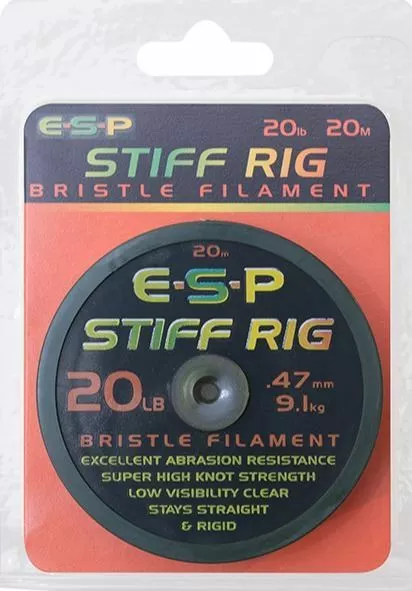 E-S-P 20lb 20M
STIFF RIG
BRISTLE FILAMENT
20m
E-S-P
STIFF RIG
20LB .47mm
9.1kg
BRISTLE FILAMENT
EXCELLENT ABRASION RESISTANCE
SUPER HIGH KNOT STRENGTH
LOW VISIBILITY CLEAR
STAYS STRAIGHT
& RIGID